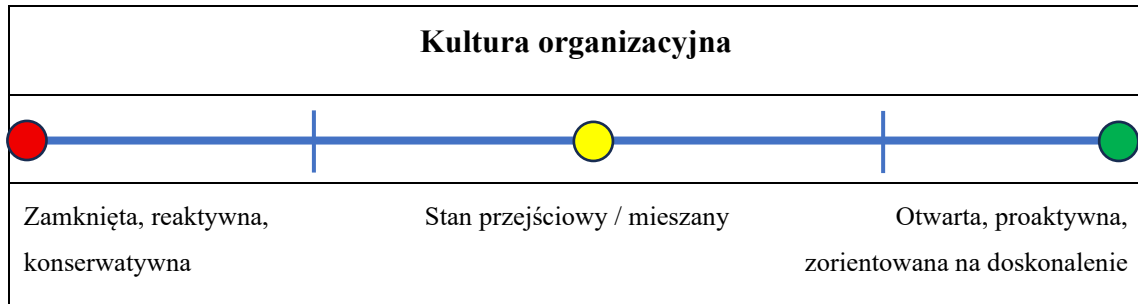 Kultura organizacyjna
Zamknięta, reaktywna,
konserwatywna
Stan przejściowy / mieszany
Otwarta, proaktywna,
zorientowana na doskonalenie